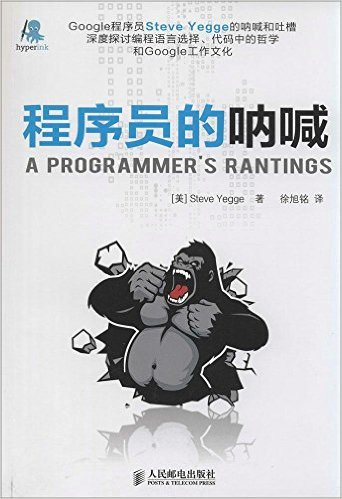 hyperink
Google程序员Steve Yegge的呐喊和吐槽
深度探讨编程语言选择、代码中的哲学
和Google工作文化
程序员的呐喊
A PROGRAMMER'S RANTINGS
[美] Steve Yegge 著 徐旭铭 译
人民邮电出版社
POSTS & TELECOM PRESS